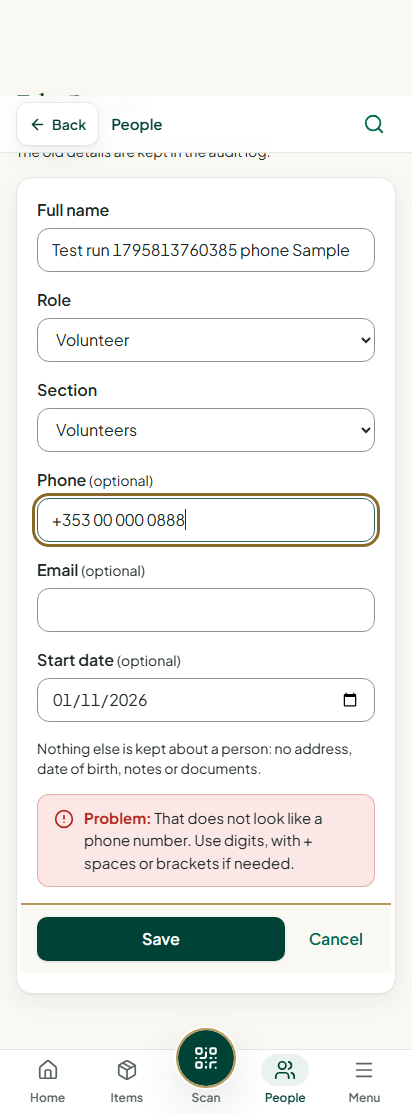 Back
People
The old details are kept in the audit log.
Full name
Test run 1795813760385 phone Sample
Role
Volunteer
Section
Volunteers
Phone (optional)
+353 00 000 0888
Email (optional)
Start date (optional)
01/11/2026
Nothing else is kept about a person: no address,
date of birth, notes or documents.
Problem: That does not look like a
phone number. Use digits, with +
spaces or brackets if needed.
Save
Cancel
Home
Items
Scan
People
Menu